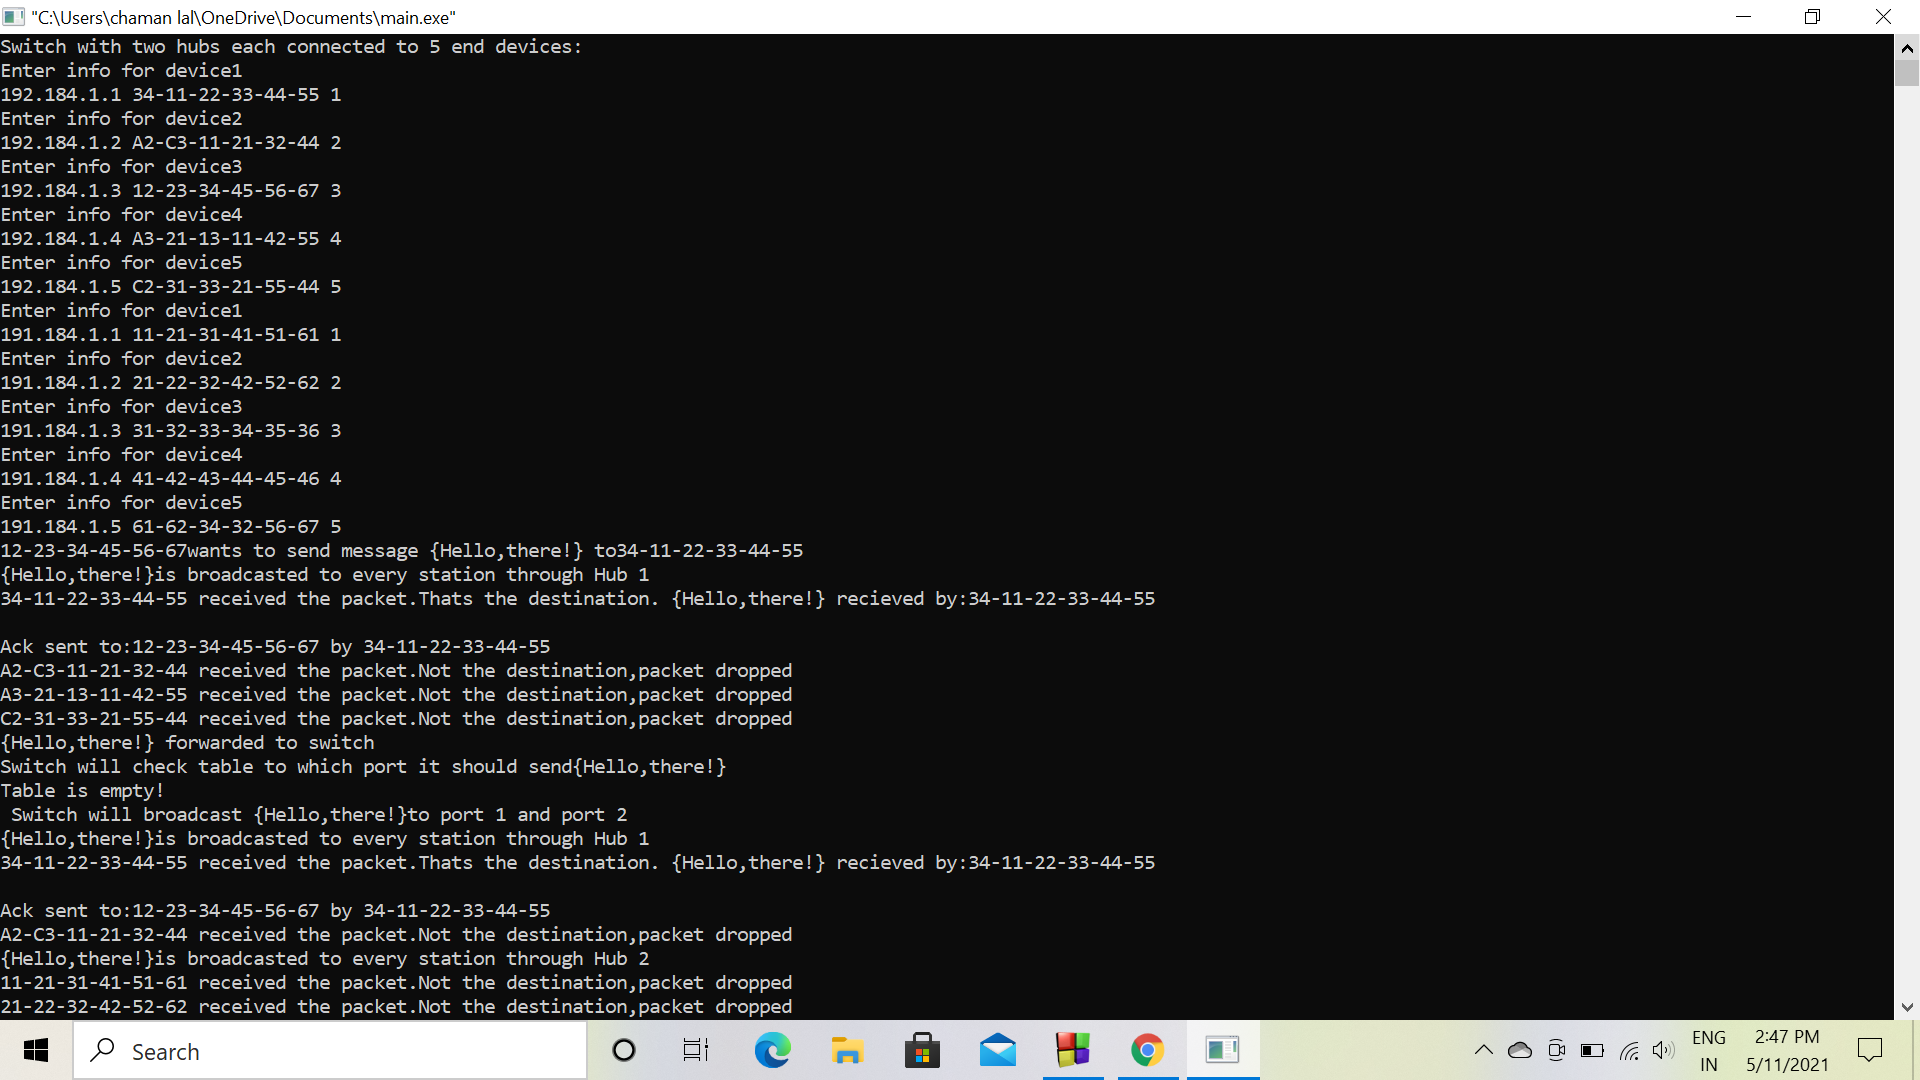 "C:\Users\chaman lal\OneDrive\Documents\main.exe"
Switch with two hubs each connected to 5 end devices:
Enter info for device1
192.184.1.1 34-11-22-33-44-55 1
Enter info for device2
192.184.1.2 A2-C3-11-21-32-44 2
Enter info for device3
192.184.1.3 12-23-34-45-56-67 3
Enter info for device4
192.184.1.4 A3-21-13-11-42-55 4
Enter info for device5
192.184.1.5 C2-31-33-21-55-44 5
Enter info for device1
191.184.1.1 11-21-31-41-51-61 1
Enter info for device2
191.184.1.2 21-22-32-42-52-62 2
Enter info for device3
191.184.1.3 31-32-33-34-35-36 3
Enter info for device4
191.184.1.4 41-42-43-44-45-46 4
Enter info for device5
191.184.1.5 61-62-34-32-56-67 5
12-23-34-45-56-67wants to send message {Hello,there!} to34-11-22-33-44-55
{Hello,there!}is broadcasted to every station through Hub 1
34-11-22-33-44-55 received the packet.Thats the destination. {Hello,there!} recieved by:34-11-22-33-44-55
Ack sent to:12-23-34-45-56-67 by 34-11-22-33-44-55
A2-C3-11-21-32-44 received the packet.Not the destination,packet dropped
A3-21-13-11-42-55 received the packet.Not the destination,packet dropped
C2-31-33-21-55-44 received the packet.Not the destination,packet dropped
{Hello,there!} forwarded to switch
Switch will check table to which port it should send{Hello,there!}
Table is empty!
Switch will broadcast {Hello,there!}to port 1 and port 2
{Hello,there!}is broadcasted to every station through Hub 1
34-11-22-33-44-55 received the packet.Thats the destination. {Hello,there!} recieved by:34-11-22-33-44-55
Ack sent to:12-23-34-45-56-67 by 34-11-22-33-44-55
A2-C3-11-21-32-44 received the packet.Not the destination,packet dropped
{Hello,there!}is broadcasted to every station through Hub 2
11-21-31-41-51-61 received the packet.Not the destination,packet dropped
21-22-32-42-52-62 received the packet.Not the destination,packet dropped
Search
ENG
IN
2:47 PM
5/11/2021